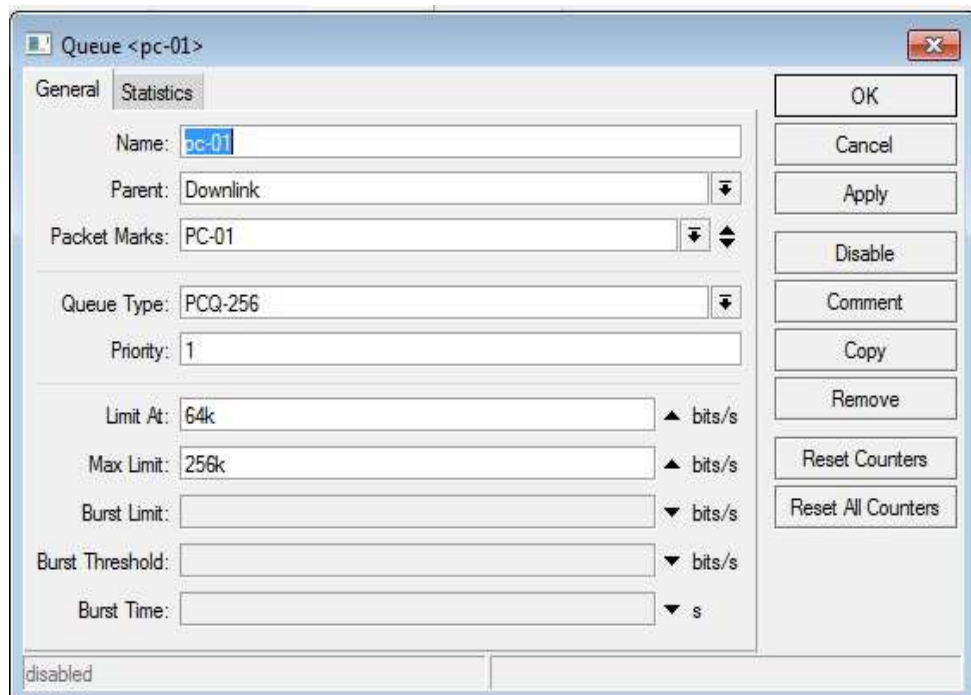 Queue <pc-01>
General Statistics
Name: pc-01
Parent: Downlink
Packet Marks: PC-01
Queue Type: PCQ-256
Priority: 1
Limit At: 64k bits/s
Max Limit: 256k bits/s
Burst Limit: bits/s
Burst Threshold: bits/s
Burst Time: s
OK
Cancel
Apply
Disable
Comment
Copy
Remove
Reset Counters
Reset All Counters
disabled